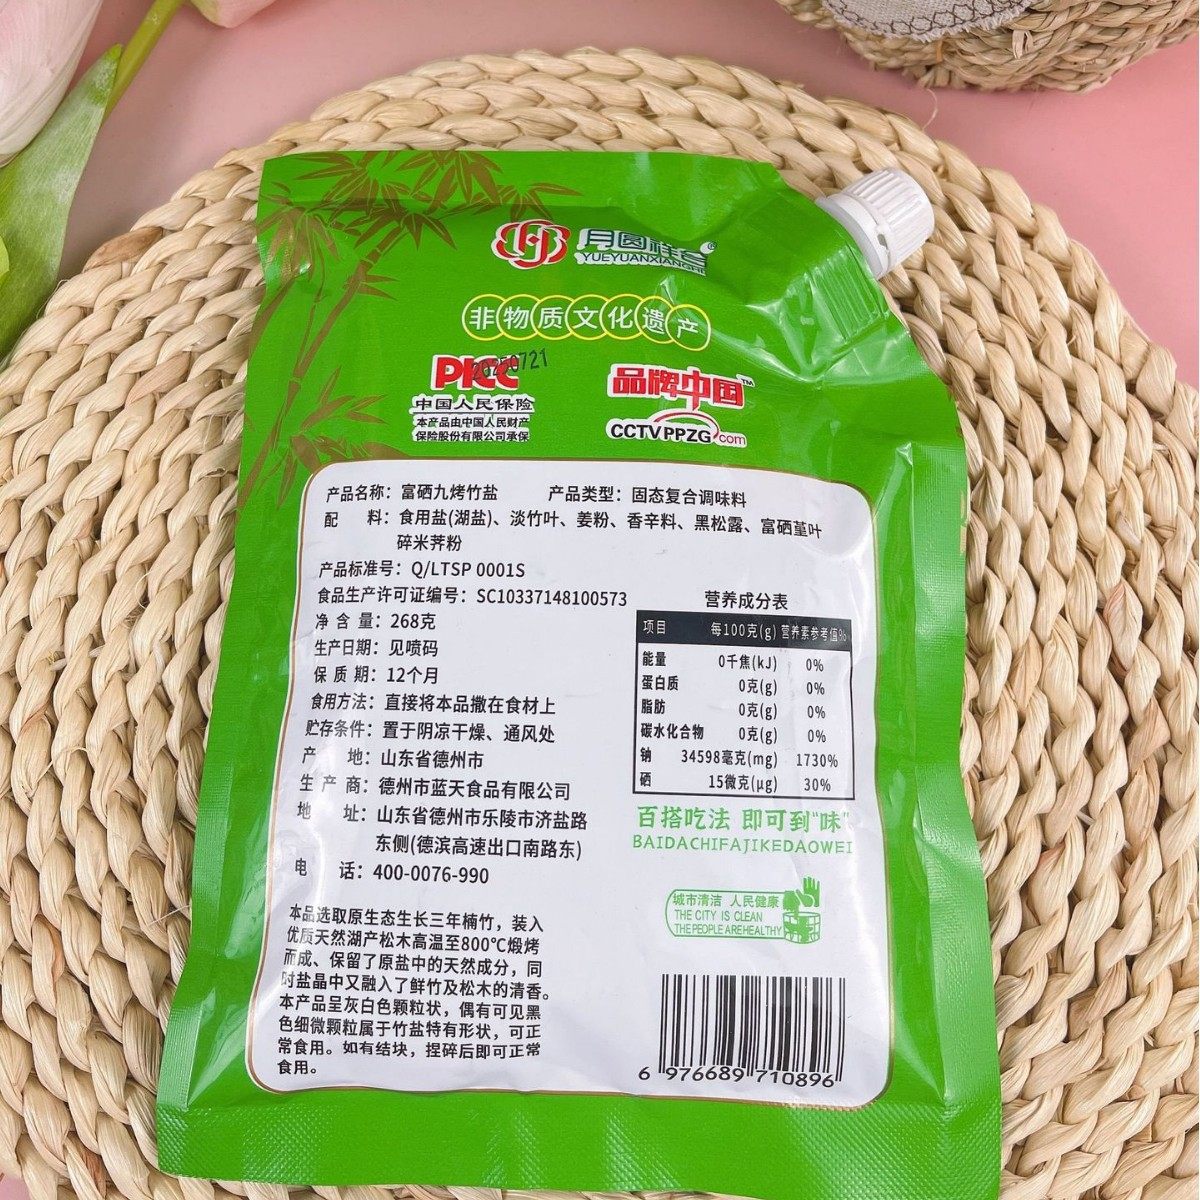 月圆祥合®
YUEYUANXIANGHE
非物质文化遗产
PICC
20250721
中国人民保险
本产品由中国人民财产
保险股份有限公司承保
品牌中国™
CCTVPPZG.com
产品名称：富硒九烤竹盐 产品类型：固态复合调味料
配 料：食用盐(湖盐)、淡竹叶、姜粉、香辛料、黑松露、富硒堇叶
碎米荠粉
产品标准号：Q/LTSP 0001S
食品生产许可证编号：SC10337148100573
净 含 量：268克
生产日期：见喷码
保 质 期：12个月
食用方法：直接将本品撒在食材上
贮存条件：置于阴凉干燥、通风处
产 地：山东省德州市
生 产 商：德州市蓝天食品有限公司
地 址：山东省德州市乐陵市济盐路
东侧(德滨高速出口南路东)
电 话：400-0076-990
本品选取原生态生长三年楠竹，装入
优质天然湖产松木高温至800℃煅烤
而成、保留了原盐中的天然成分，同
时盐晶中又融入了鲜竹及松木的清香。
本产品呈灰白色颗粒状，偶有可见黑
色细微颗粒属于竹盐特有形状，可正
常食用。如有结块，捏碎后即可正常
食用。
营养成分表
项目 每100克(g) 营养素参考值%
能量 0千焦(kJ) 0%
蛋白质 0克(g) 0%
脂肪 0克(g) 0%
碳水化合物 0克(g) 0%
钠 34598毫克(mg) 1730%
硒 15微克(μg) 30%
百搭吃法 即可到“味”
BAIDACHIFAJIKEDAOWEI
城市清洁 人民健康
THE CITY IS CLEAN
THE PEOPLE ARE HEALTHY
6 976689 710896